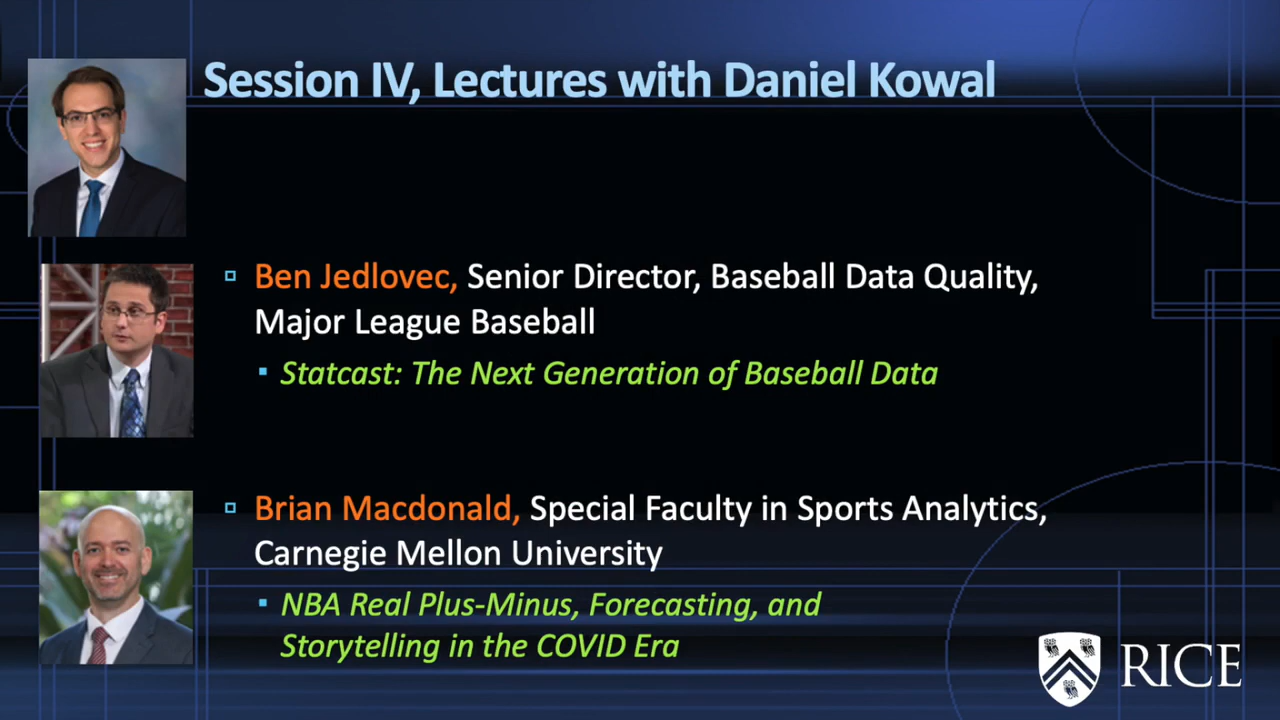 Session IV, Lectures with Daniel Kowal
Ben Jedlovec, Senior Director, Baseball Data Quality,
Major League Baseball
Statcast: The Next Generation of Baseball Data
Brian Macdonald, Special Faculty in Sports Analytics,
Carnegie Mellon University
NBA Real Plus-Minus, Forecasting, and
Storytelling in the COVID Era
RICE